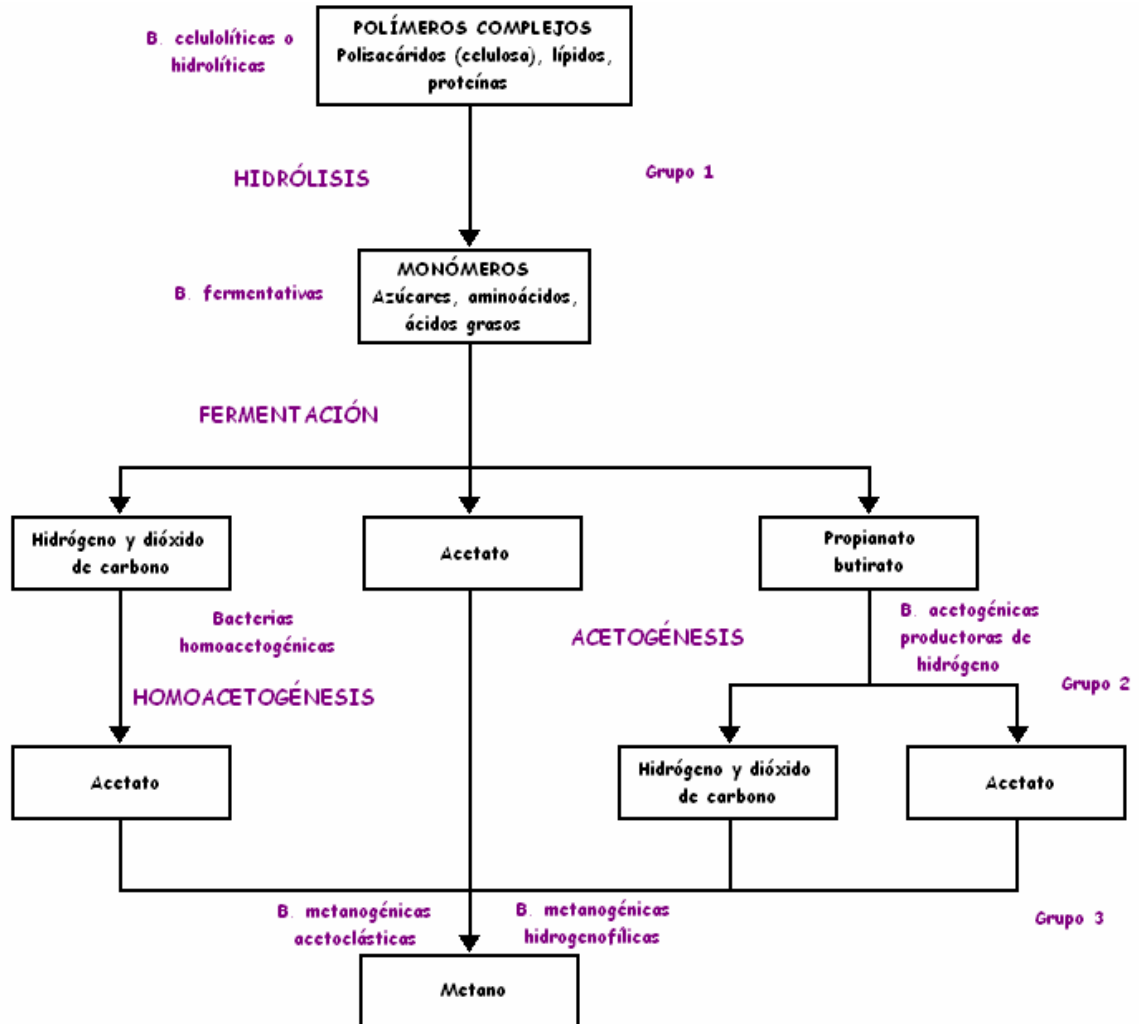 POLÍMEROS COMPLEJOS
Polisacáridos (celulosa), lípidos,
proteínas
B. celulolíticas o
hidrolíticas
HIDRÓLISIS
Grupo 1
MONÓMEROS
Azúcares, aminoácidos,
ácidos grasos
B. fermentativas
FERMENTACIÓN
Hidrógeno y dióxido
de carbono
Acetato
Propianato
butirato
Bacterias
homoacetogénicas
ACETOGÉNESIS
B. acetogénicas
productoras de
hidrógeno
Grupo 2
HOMOACETOGÉNESIS
Acetato
Hidrógeno y dióxido
de carbono
Acetato
B. metanogénicas
acetoclásticas
B. metanogénicas
hidrogenofílicas
Grupo 3
Metano